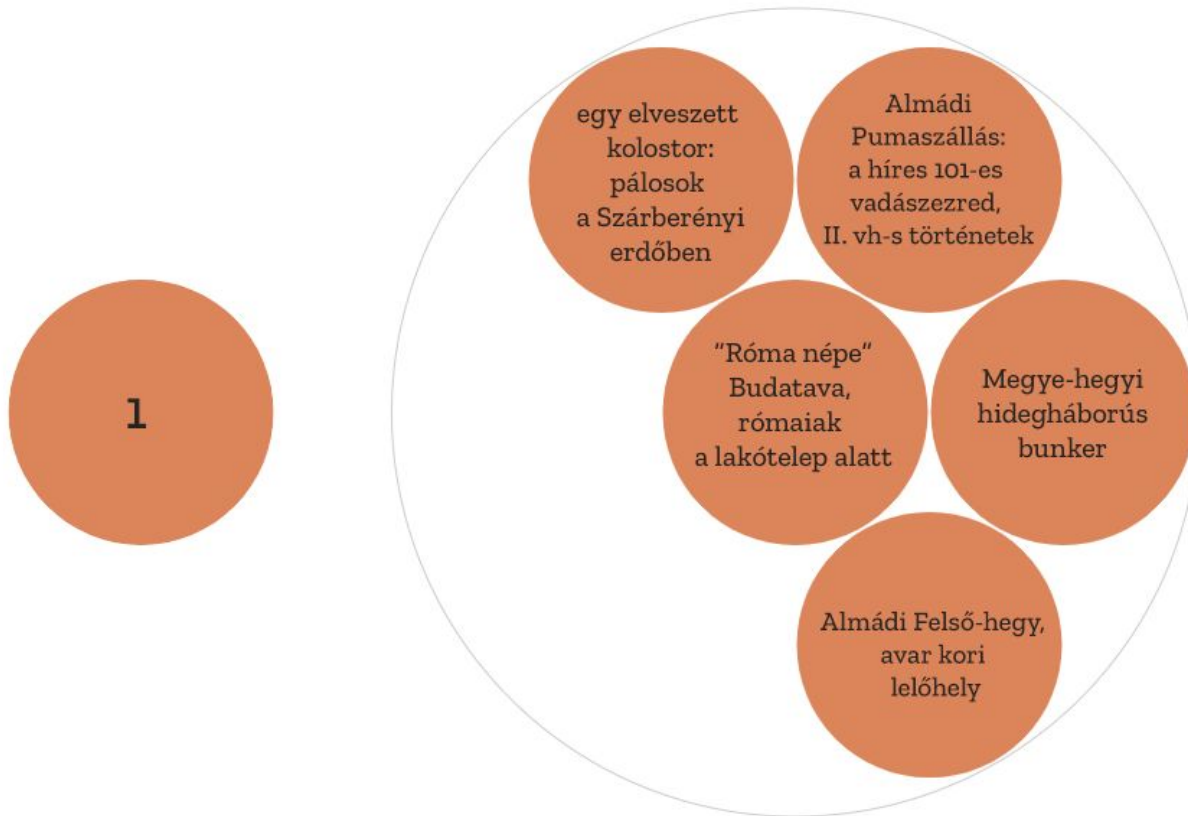 1
egy elveszett
kolostor:
pálosok
a Szárberényi
erdőben
Almádi
Pumaszállás:
a híres 101-es
vadászezred,
II. vh-s történetek
"Róma népe"
Budatava,
rómaiak
a lakótelep alatt
Megye-hegyi
hidegháborús
bunker
Almádi Felső-hegy,
avar kori
lelőhely